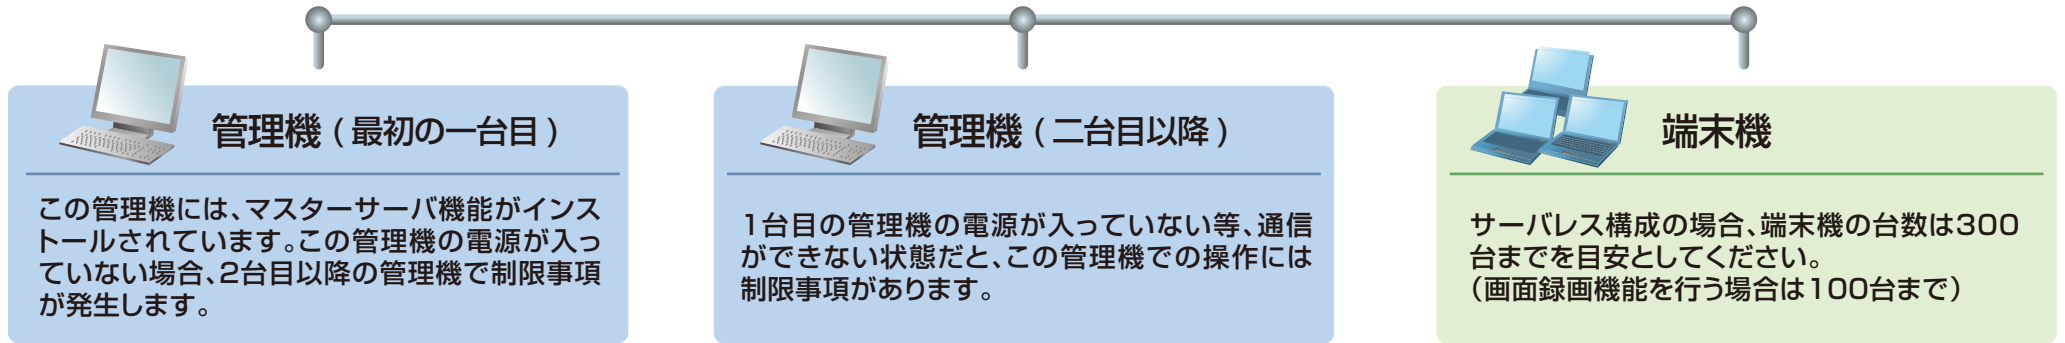 管理機（最初の一台目）
この管理機には、マスターサーバ機能がインス
トールされています。この管理機の電源が入っ
ていない場合、2台目以降の管理機で制限事項
が発生します。
管理機（二台目以降）
1台目の管理機の電源が入っていない等、通信
ができない状態だと、この管理機での操作には
制限事項があります。
端末機
サーバレス構成の場合、端末機の台数は300
台までを目安としてください。
（画面録画機能を行う場合は100台まで）